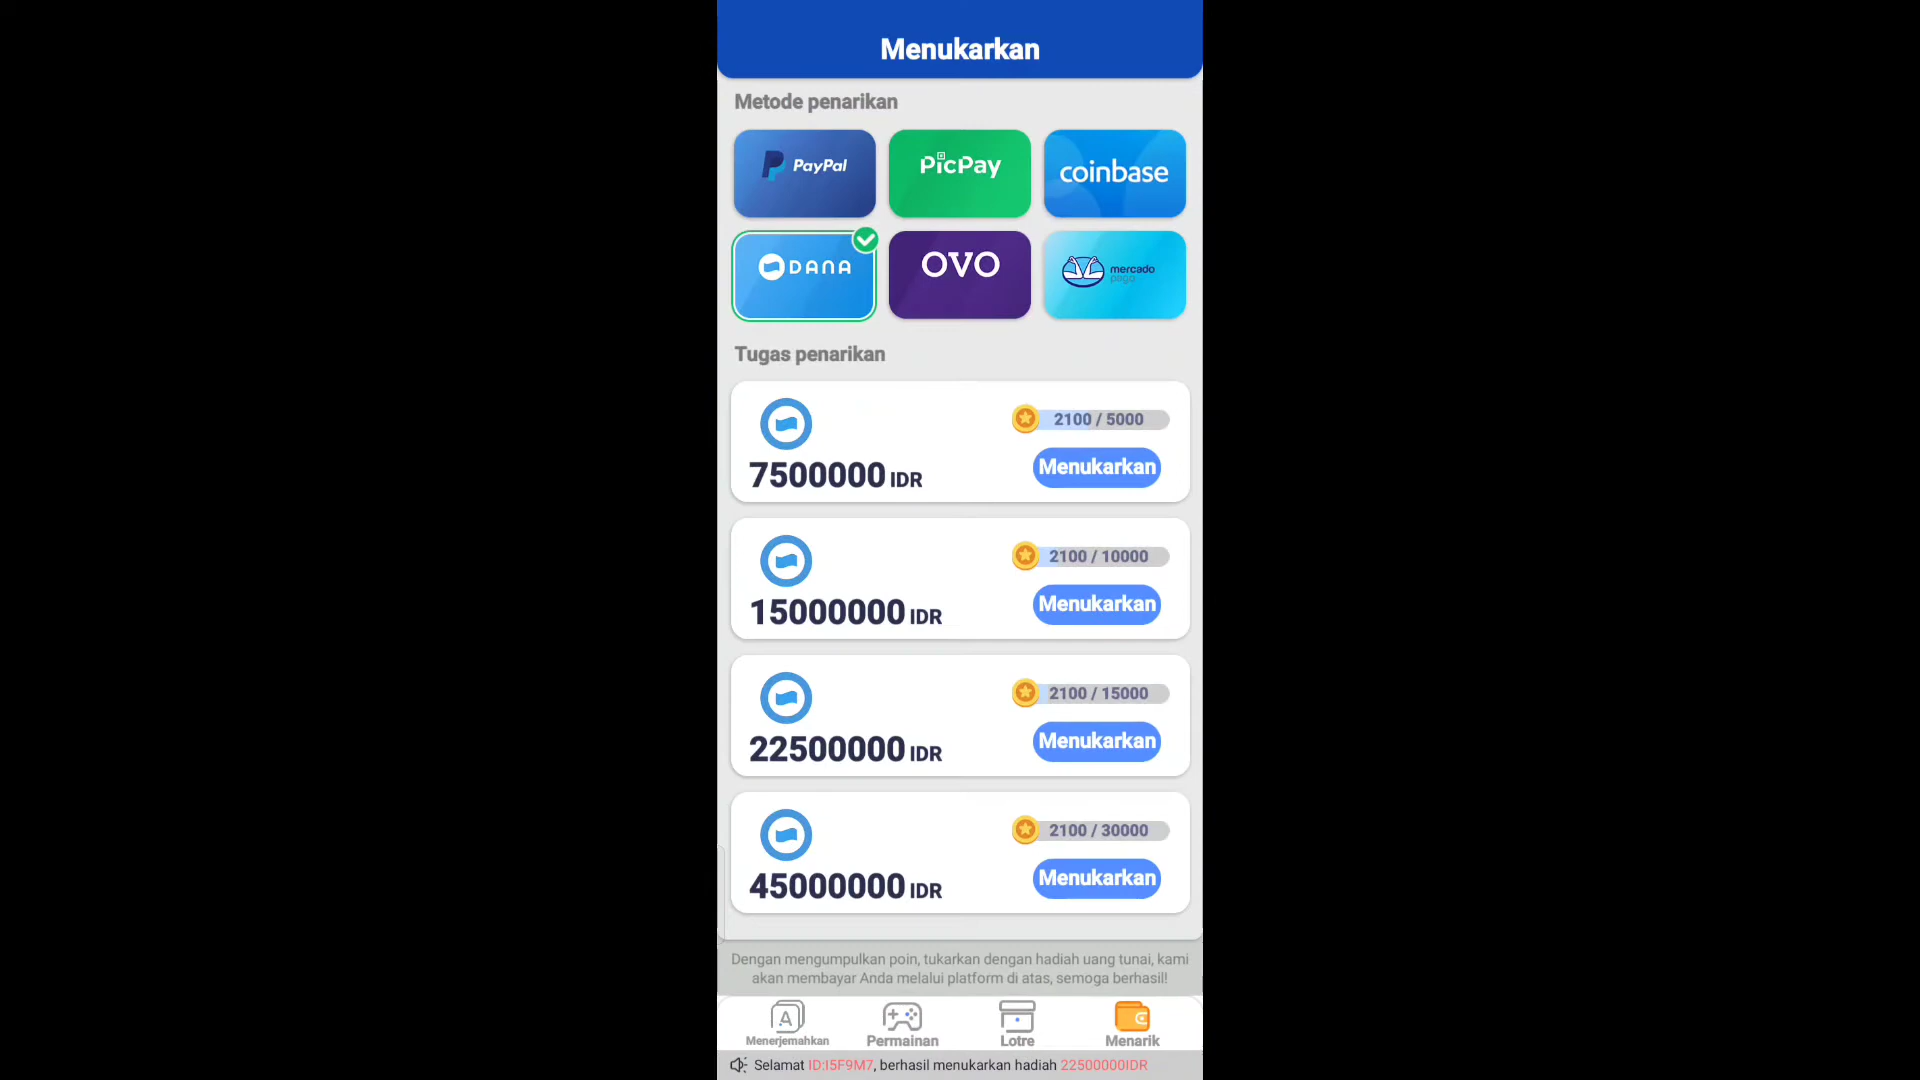 Menukarkan
Metode penarikan
PayPal
PicPay
coinbase
DANA
OVO
mercado
pago
Tugas penarikan
2100 / 5000
7500000 IDR
Menukarkan
2100 / 10000
15000000 IDR
Menukarkan
2100 / 15000
22500000 IDR
Menukarkan
2100 / 30000
45000000 IDR
Menukarkan
Dengan mengumpulkan poin, tukarkan dengan hadiah uang tunai, kami
akan membayar Anda melalui platform di atas, semoga berhasil!
A
Menerjemahkan
Permainan
Lotre
Menarik
Selamat ID:I5F9M7, berhasil menukarkan hadiah 22500000IDR